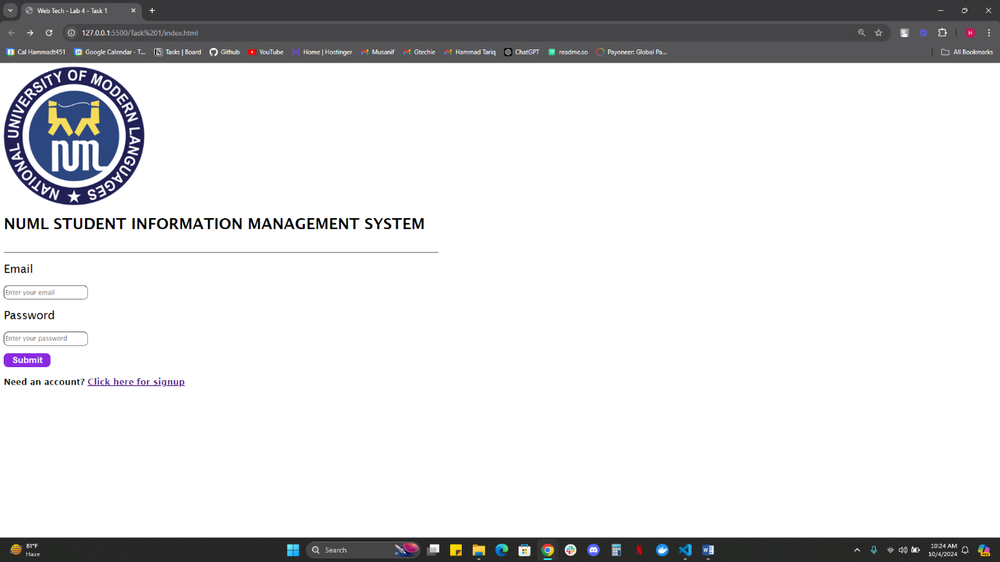 Web Tech - Lab 4 - Task 1
127.0.0.1:5500/Task%201/index.html
Cal Hammadt451
Google Calendar - T...
Tasks | Board
Github
YouTube
Home | Hostinger
Musanif
Gtechie
Hammad Tariq
ChatGPT
readme.so
Payoneer: Global Pa...
All Bookmarks
H
NATIONAL UNIVERSITY OF MODERN LANGUAGES
NUML STUDENT INFORMATION MANAGEMENT SYSTEM
Email
Enter your email
Password
Enter your password
Submit
Need an account? Click here for signup
81°F
Haze
Search
10:24 AM
10/4/2024